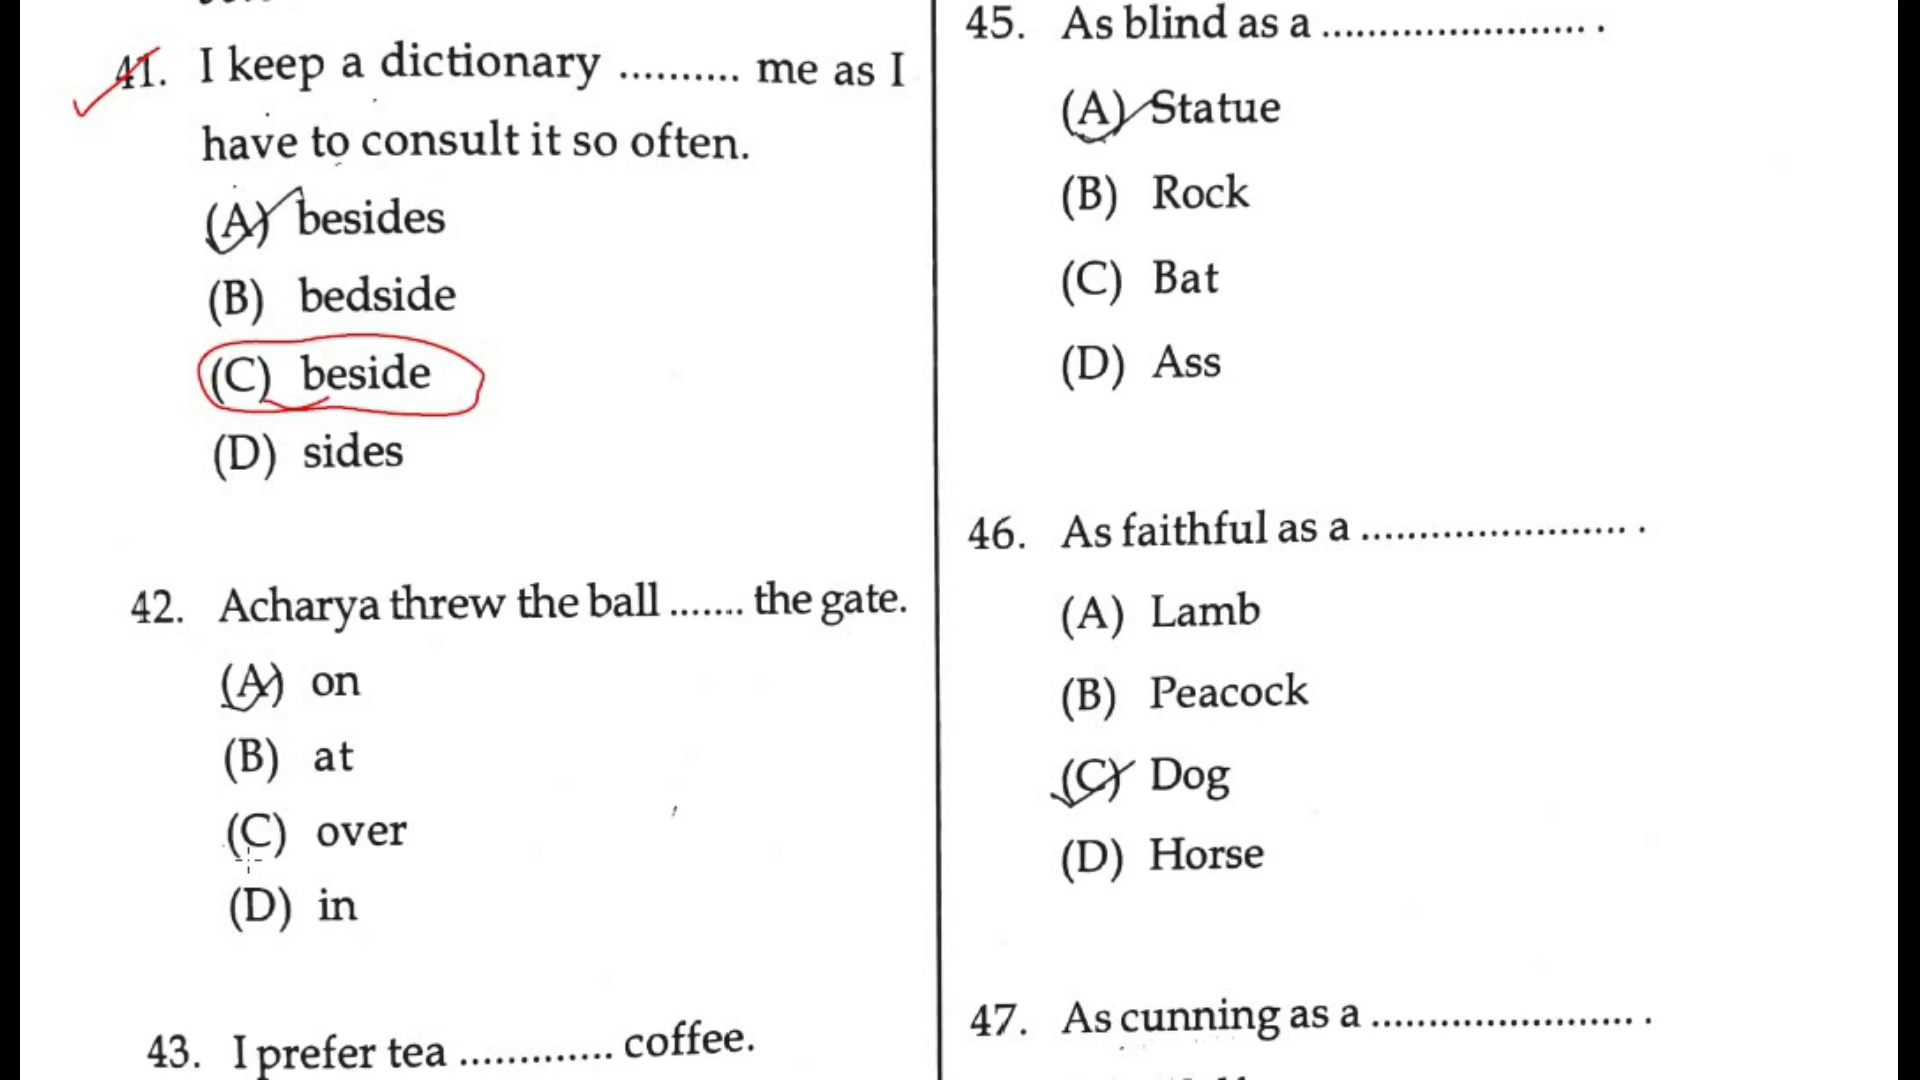 41. I keep a dictionary .......... me as I
have to consult it so often.
(A) besides
(B) bedside
(C) beside
(D) sides
42. Acharya threw the ball ....... the gate.
(A) on
(B) at
(C) over
(D) in
43. I prefer tea ............. coffee.
45. As blind as a ....................... .
(A) Statue
(B) Rock
(C) Bat
(D) Ass
46. As faithful as a ....................... .
(A) Lamb
(B) Peacock
(C) Dog
(D) Horse
47. As cunning as a ....................... .